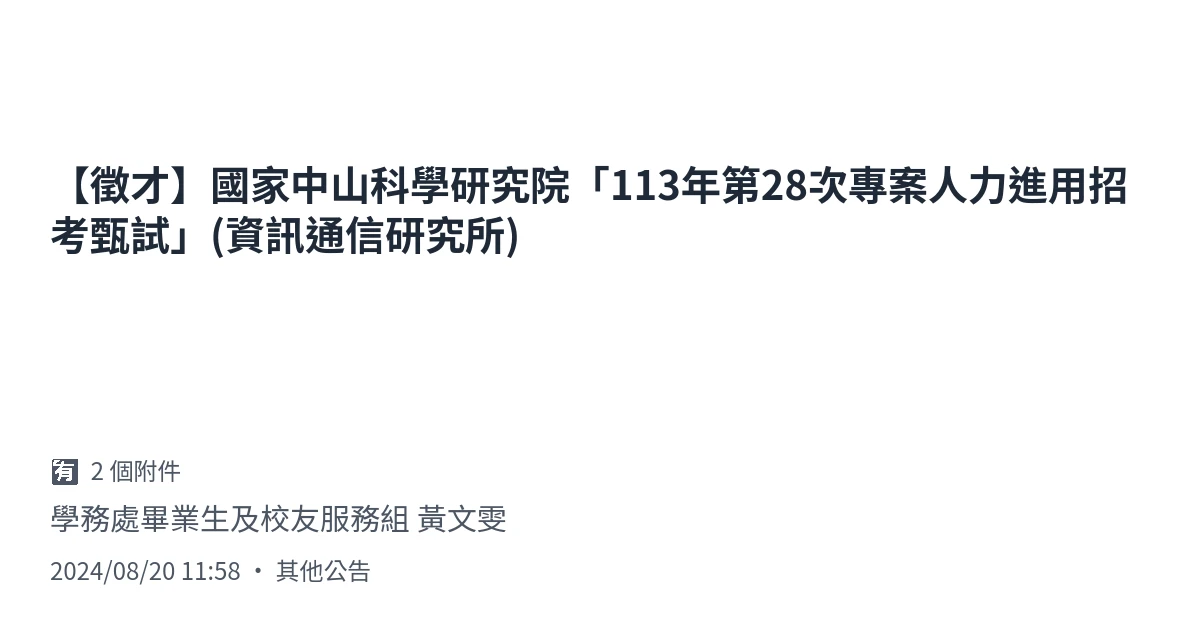 【徵才】國家中山科學研究院「113年第28次專案人力進用招
考甄試」(資訊通信研究所)
有 2 個附件
學務處畢業生及校友服務組 黃文雯
2024/08/20 11:58 • 其他公告